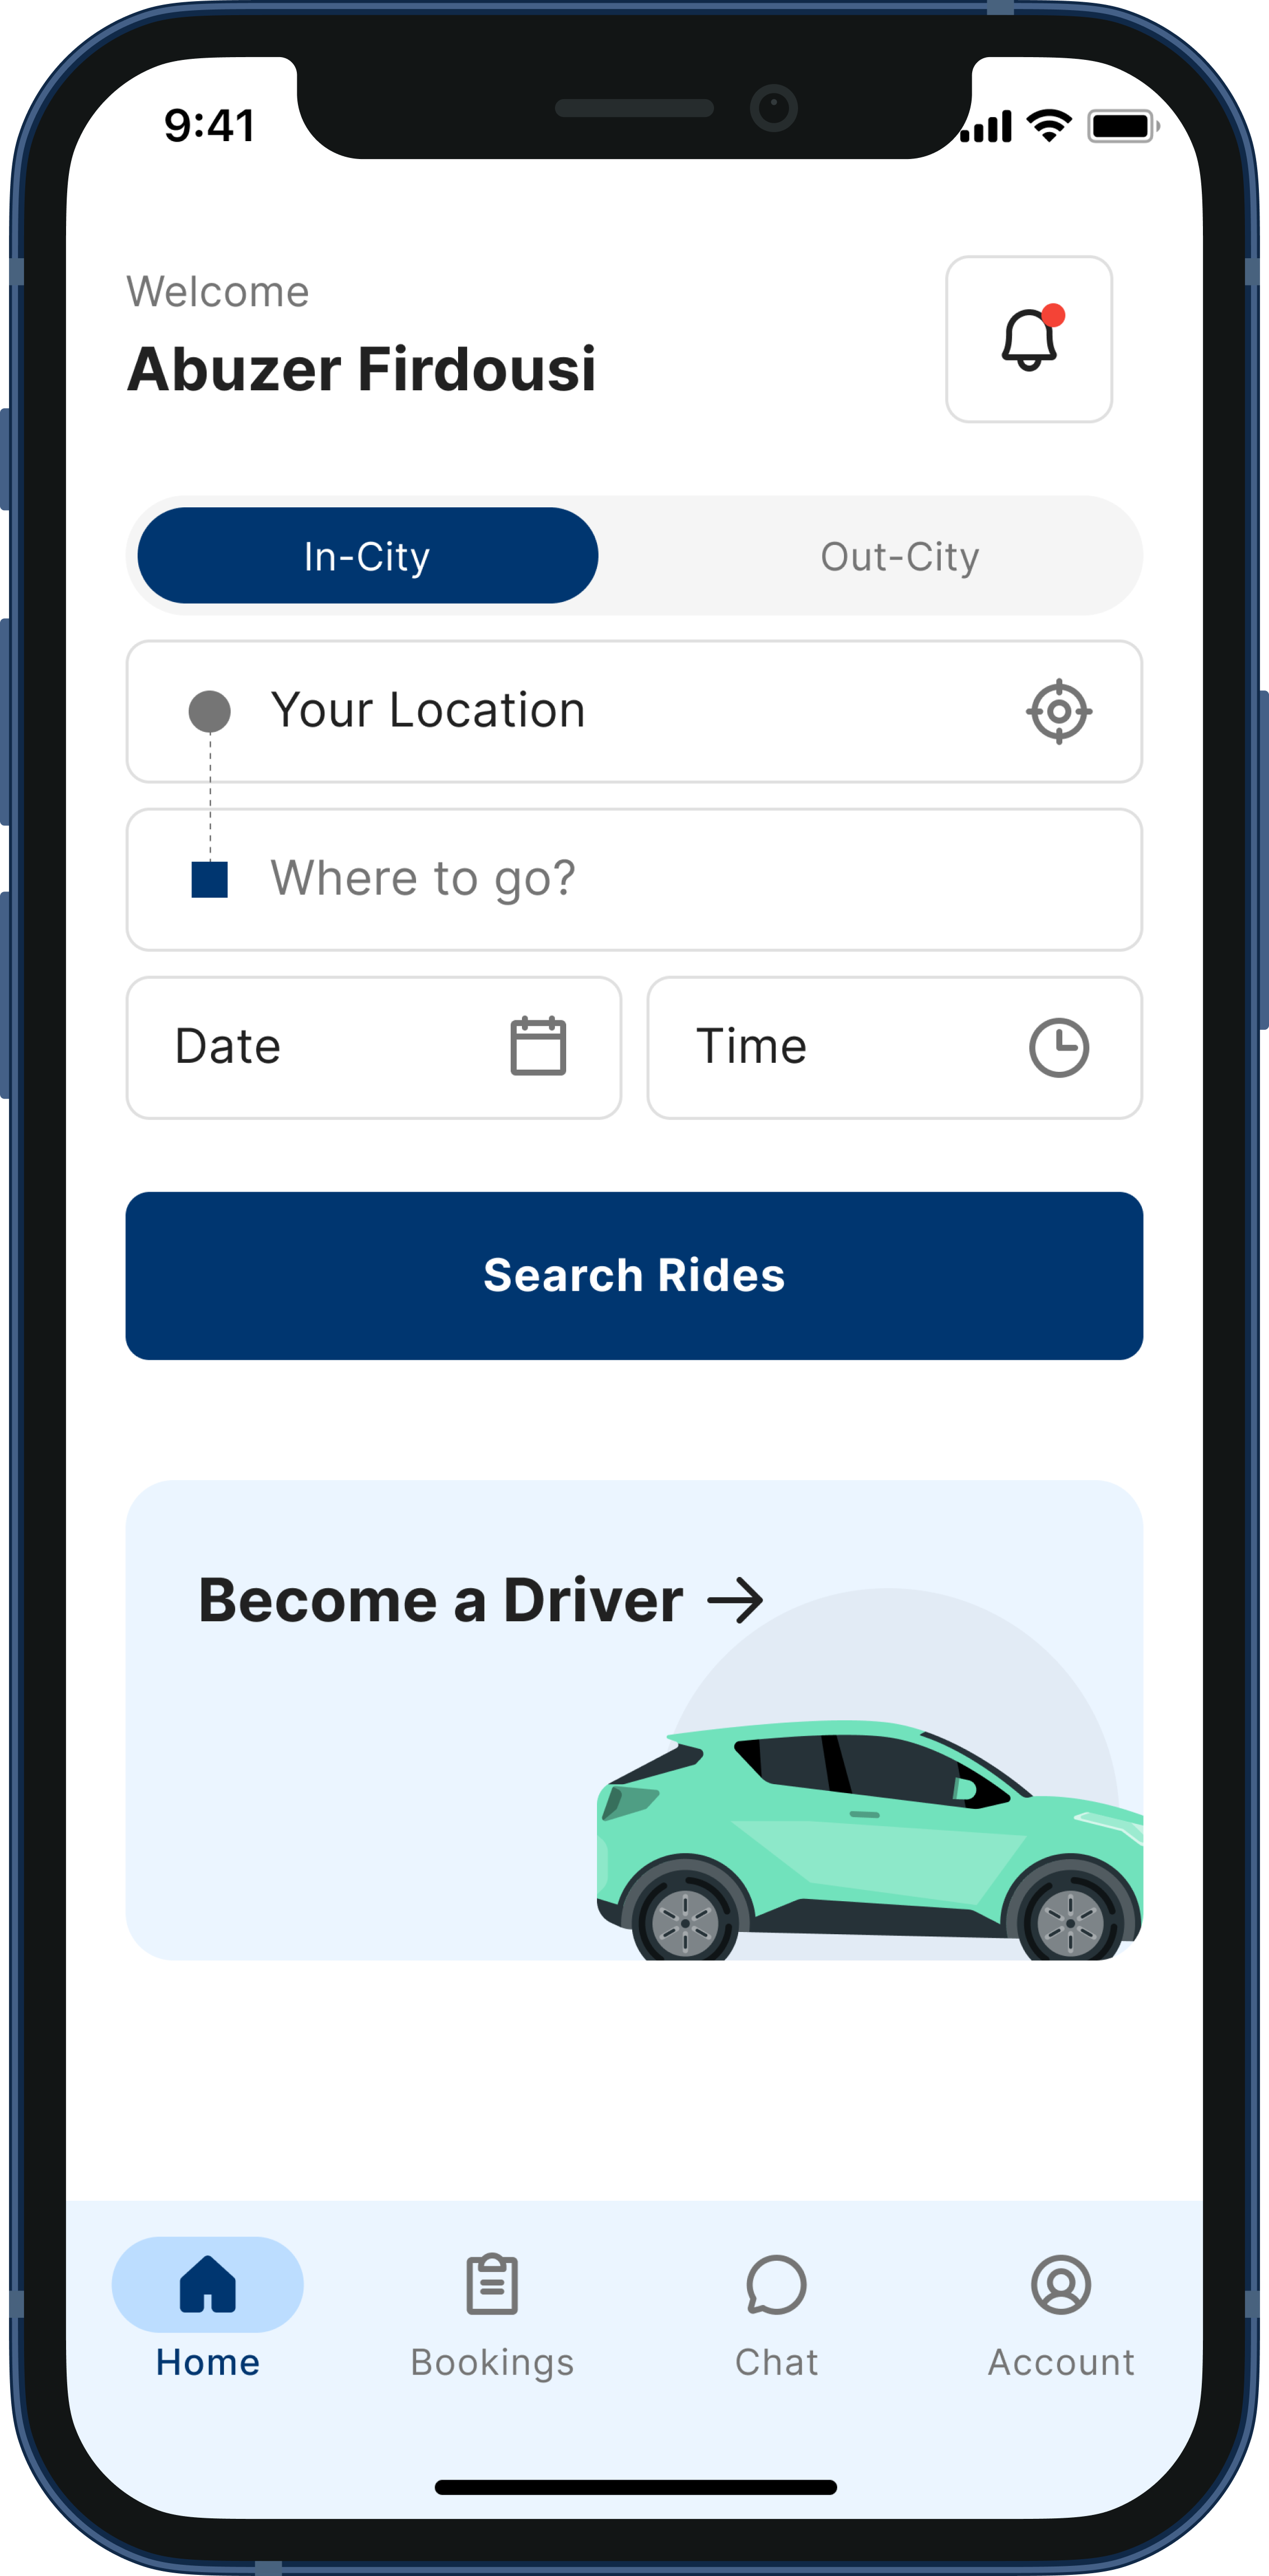 9:41
Welcome
Abuzer Firdousi
In-City
Out-City
Your Location
Where to go?
Date
Time
Search Rides
Become a Driver
Home
Bookings
Chat
Account